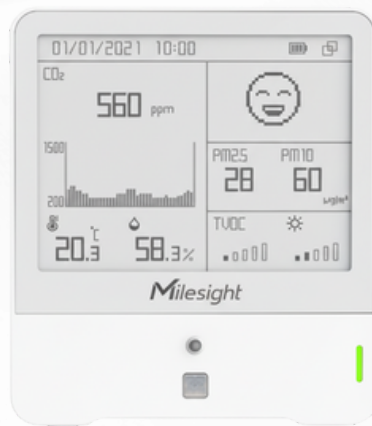 01/01/2021 10:00
CO₂
560 ppm
1500
200
20.3 ℃
58.3%
PM2.5 PM10
28 60
µg/m³
TVOC
Milesight